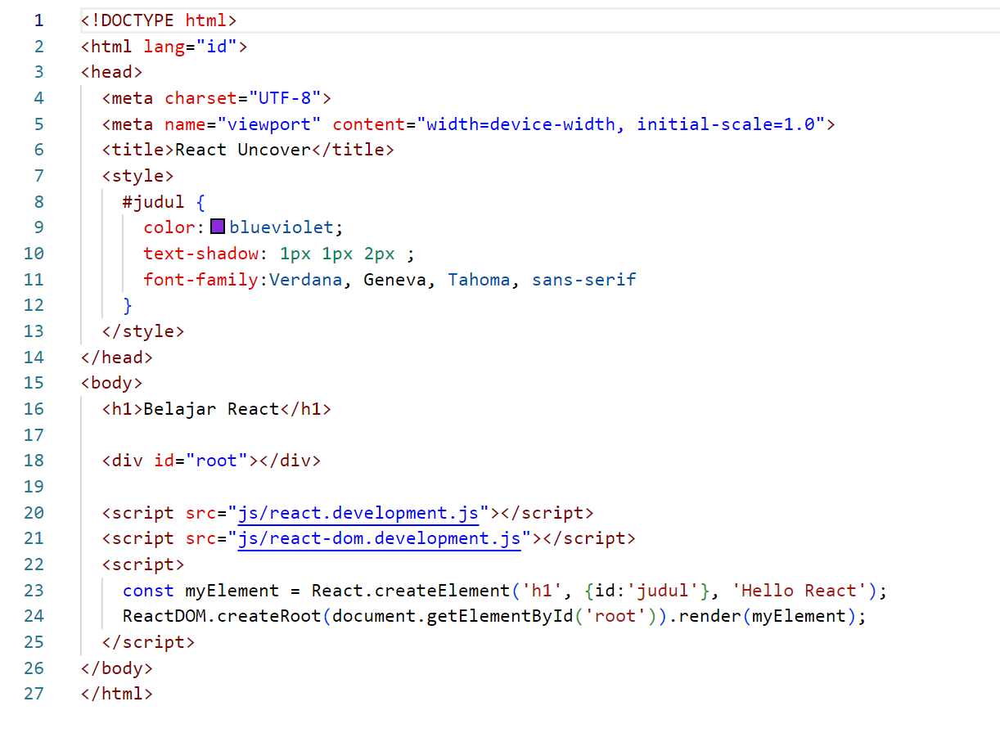 1 <!DOCTYPE html>
2 <html lang="id">
3 <head>
4   <meta charset="UTF-8">
5   <meta name="viewport" content="width=device-width, initial-scale=1.0">
6   <title>React Uncover</title>
7   <style>
8     #judul {
9       color: blueviolet;
10       text-shadow: 1px 1px 2px ;
11       font-family:Verdana, Geneva, Tahoma, sans-serif
12     }
13   </style>
14 </head>
15 <body>
16   <h1>Belajar React</h1>
17
18   <div id="root"></div>
19
20   <script src="js/react.development.js"></script>
21   <script src="js/react-dom.development.js"></script>
22   <script>
23     const myElement = React.createElement('h1', {id:'judul'}, 'Hello React');
24     ReactDOM.createRoot(document.getElementById('root')).render(myElement);
25   </script>
26 </body>
27 </html>